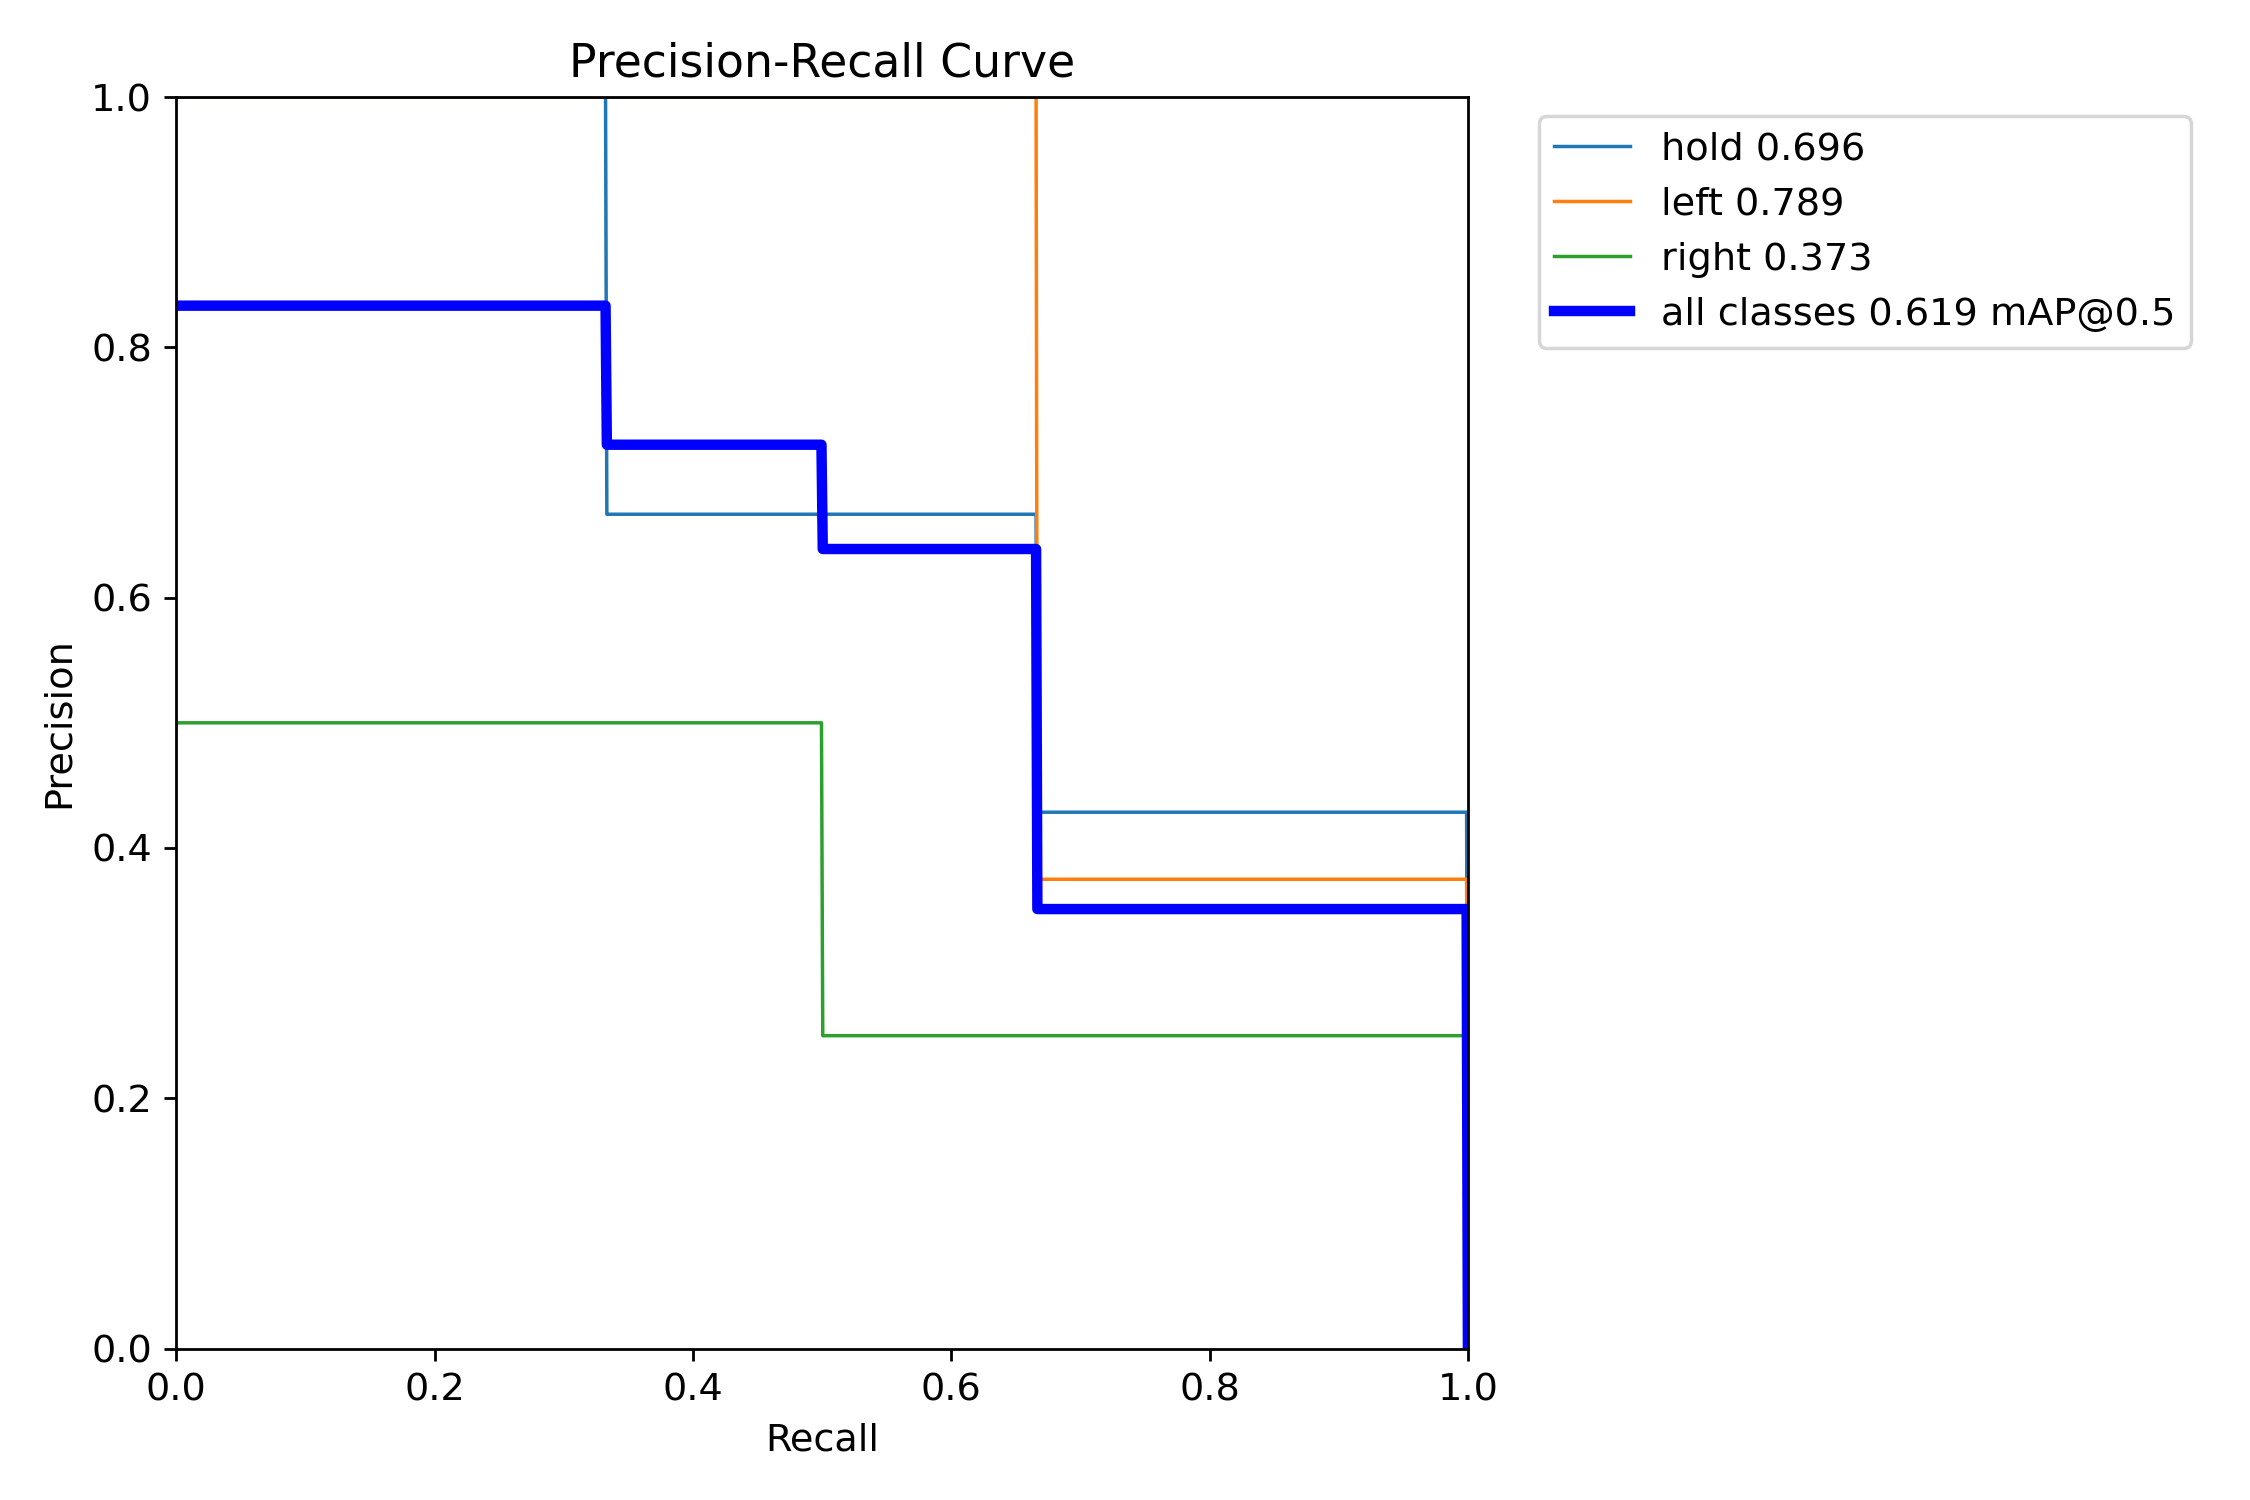 Precision-Recall Curve
1.0
0.8
0.6
0.4
0.2
0.0
Precision
0.0 0.2 0.4 0.6 0.8 1.0
Recall
hold 0.696
left 0.789
right 0.373
all classes 0.619 mAP@0.5